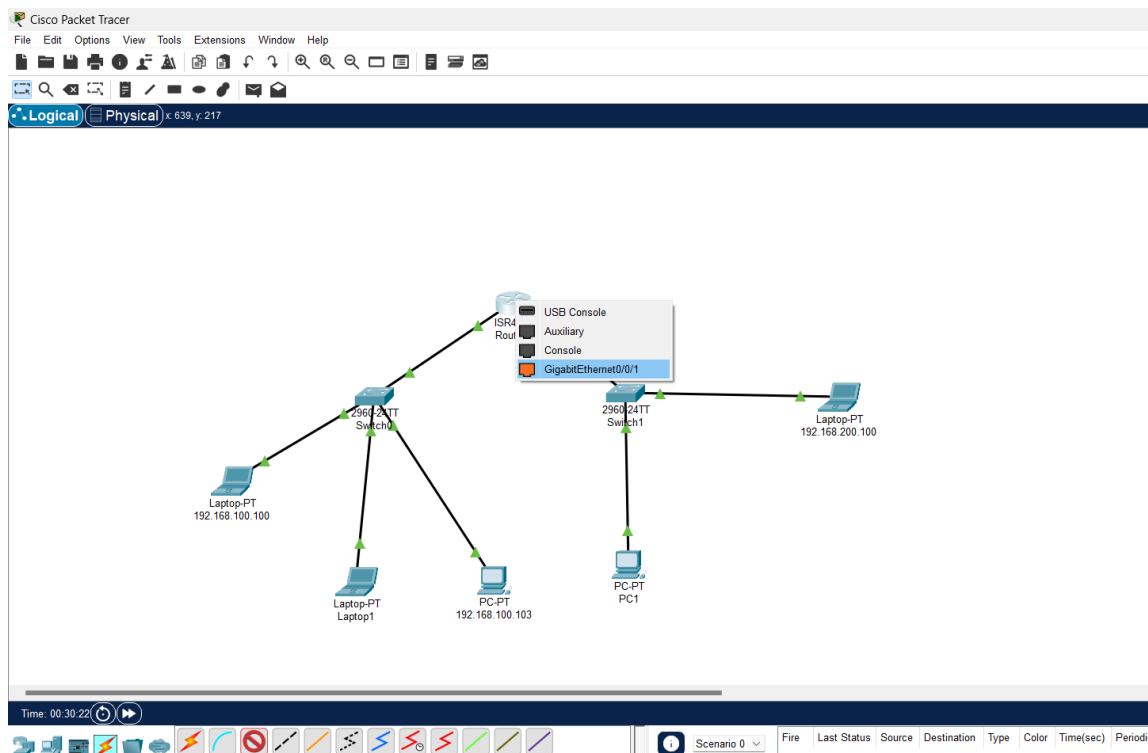 Cisco Packet Tracer
File Edit Options View Tools Extensions Window Help
Logical Physical x: 639, y: 217
USB Console
Auxiliary
Console
GigabitEthernet0/0/1
ISR4
Rout
2960-24TT
Switch0
2960-24TT
Switch1
Laptop-PT
192.168.200.100
Laptop-PT
192.168.100.100
Laptop-PT
Laptop1
PC-PT
192.168.100.103
PC-PT
PC1
Time: 00:30:22
Scenario 0
Fire Last Status Source Destination Type Color Time(sec) Period